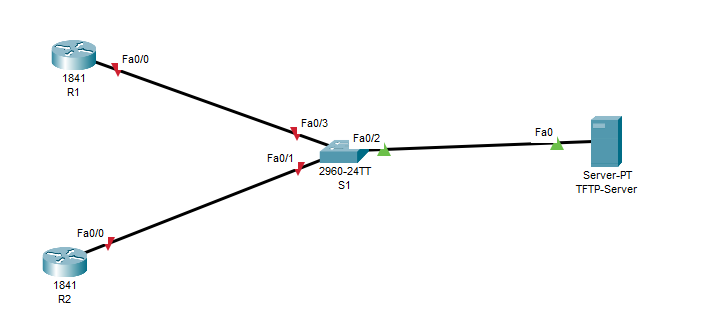 Fa0/0
1841
R1
Fa0/3
Fa0/2
Fa0
Fa0/1
2960-24TT
S1
Server-PT
TFTP-Server
Fa0/0
1841
R2